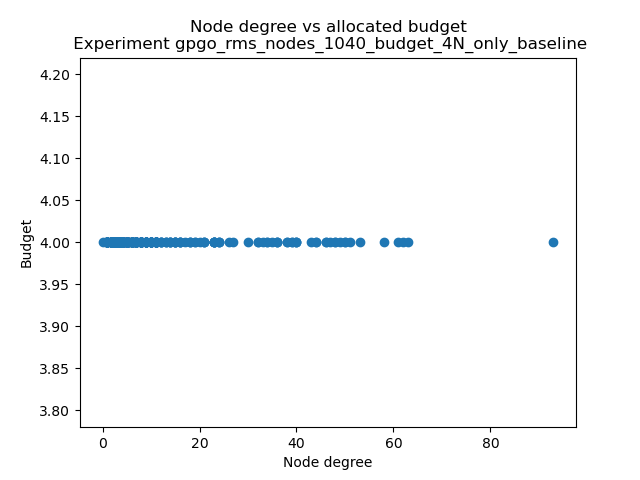 Node degree vs allocated budget
Experiment gpgo_rms_nodes_1040_budget_4N_only_baseline
4.20
4.15
4.10
4.05
4.00
3.95
3.90
3.85
3.80
Budget
0 20 40 60 80
Node degree